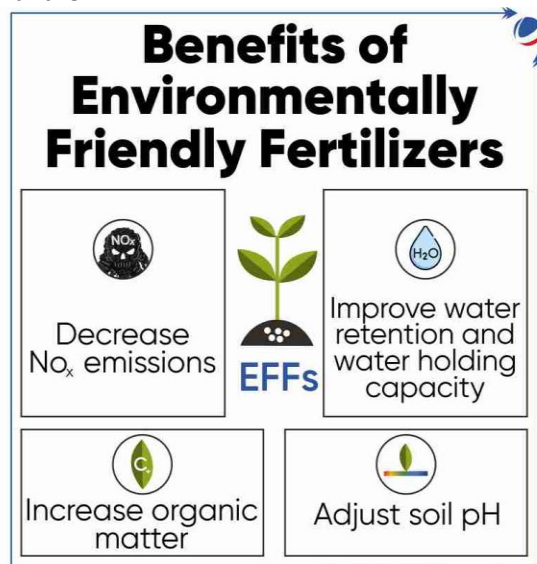 Benefits of
Environmentally
Friendly Fertilizers
NOx
Decrease
Noₓ emissions
EFFs
H₂O
Improve water
retention and
water holding
capacity
C.
Increase organic
matter
Adjust soil pH